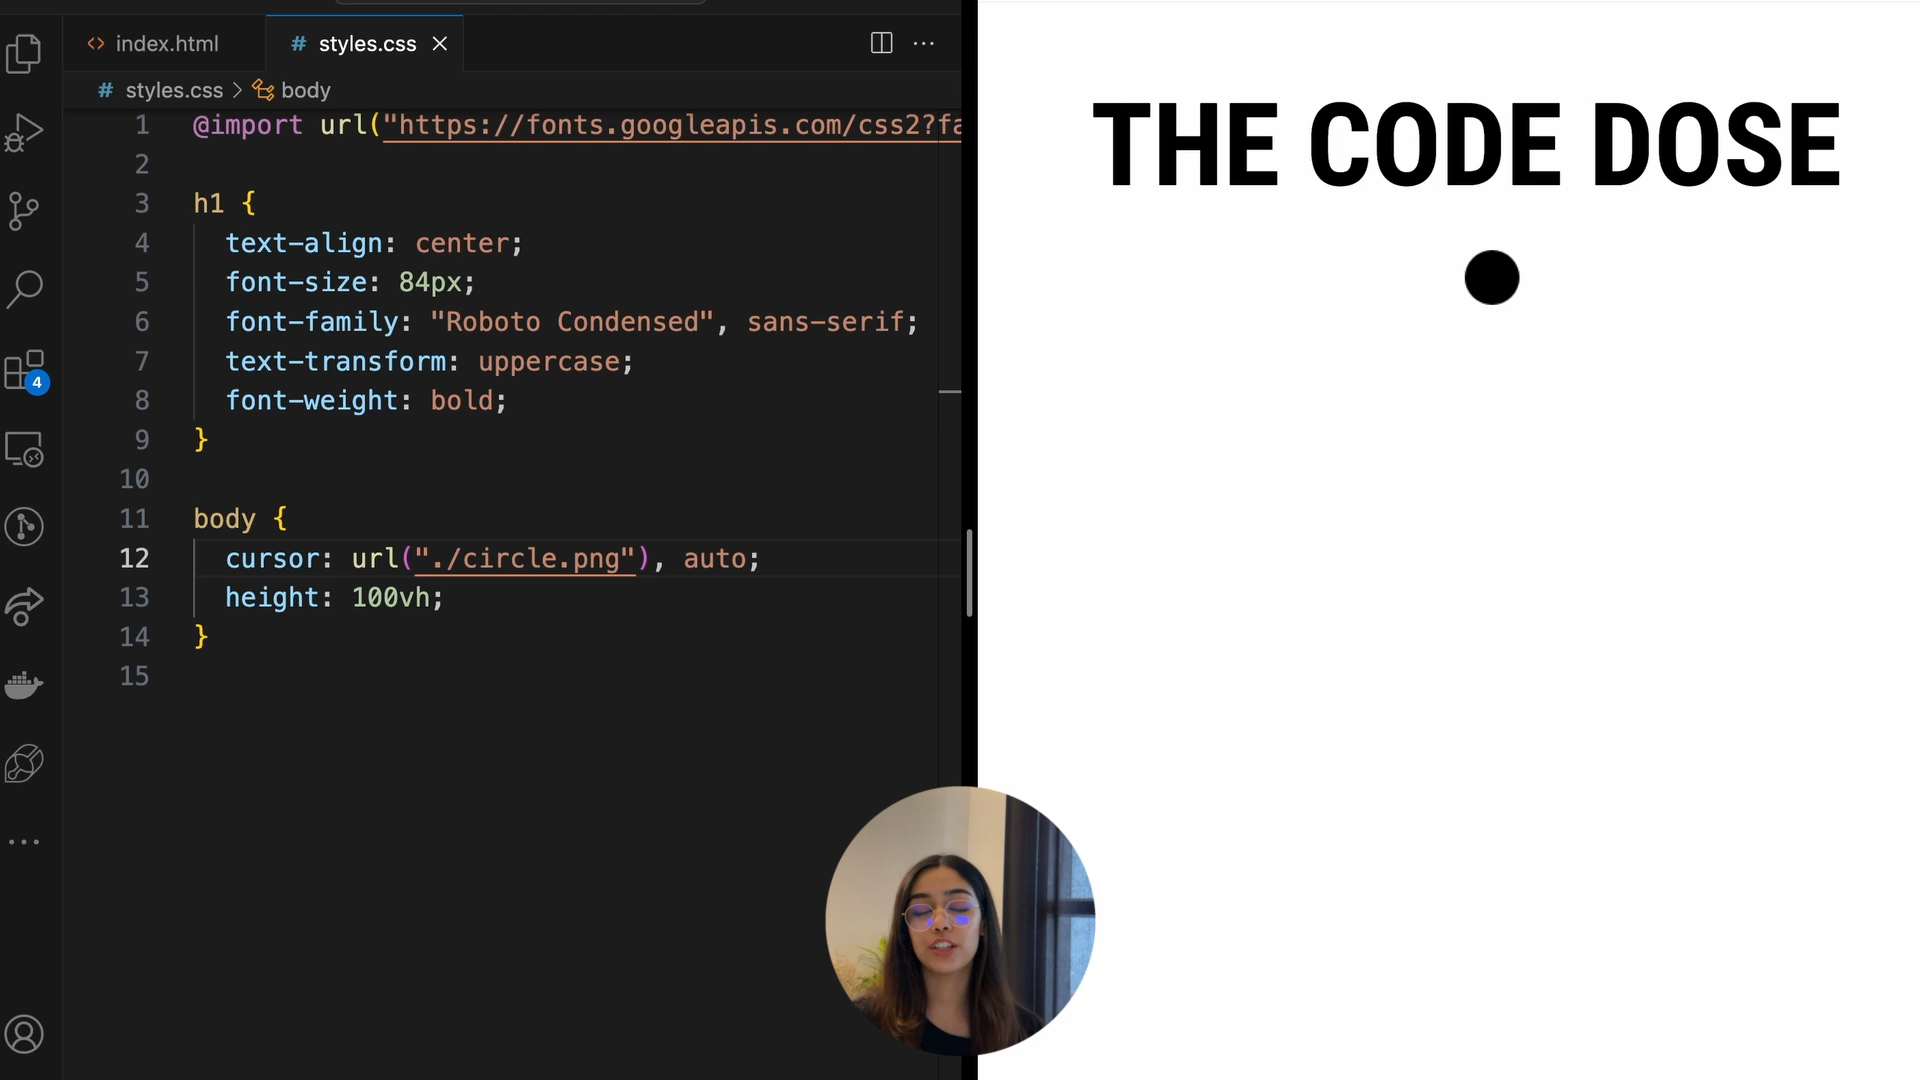 index.html
# styles.css
# styles.css > body
1 @import url("https://fonts.googleapis.com/css2?fa
2
3 h1 {
4 text-align: center;
5 font-size: 84px;
6 font-family: "Roboto Condensed", sans-serif;
7 text-transform: uppercase;
8 font-weight: bold;
9 }
10
11 body {
12 cursor: url("./circle.png"), auto;
13 height: 100vh;
14 }
15
4
THE CODE DOSE